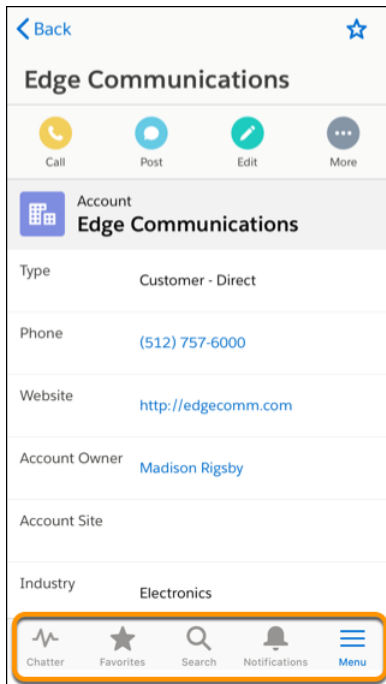 Back
Edge Communications
Call Post Edit More
Account
Edge Communications
Type
Customer - Direct
Phone
(512) 757-6000
Website
http://edgecomm.com
Account Owner
Madison Rigsby
Account Site
Industry
Electronics
Chatter Favorites Search Notifications Menu